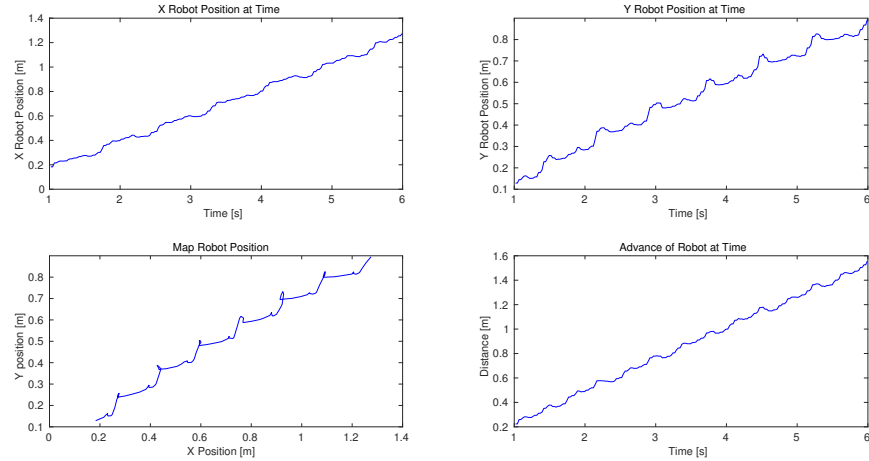 X Robot Position at Time
1.4
1.2
1
0.8
0.6
0.4
0.2
0
X Robot Position [m]
1 2 3 4 5 6
Time [s]
Y Robot Position at Time
0.8
0.7
0.6
0.5
0.4
0.3
0.2
0.1
Y Robot Position [m]
1 2 3 4 5 6
Time [s]
Map Robot Position
0.8
0.7
0.6
0.5
0.4
0.3
0.2
0.1
Y position [m]
0 0.2 0.4 0.6 0.8 1 1.2 1.4
X Position [m]
Advance of Robot at Time
1.6
1.4
1.2
1
0.8
0.6
0.4
0.2
Distance [m]
1 2 3 4 5 6
Time [s]